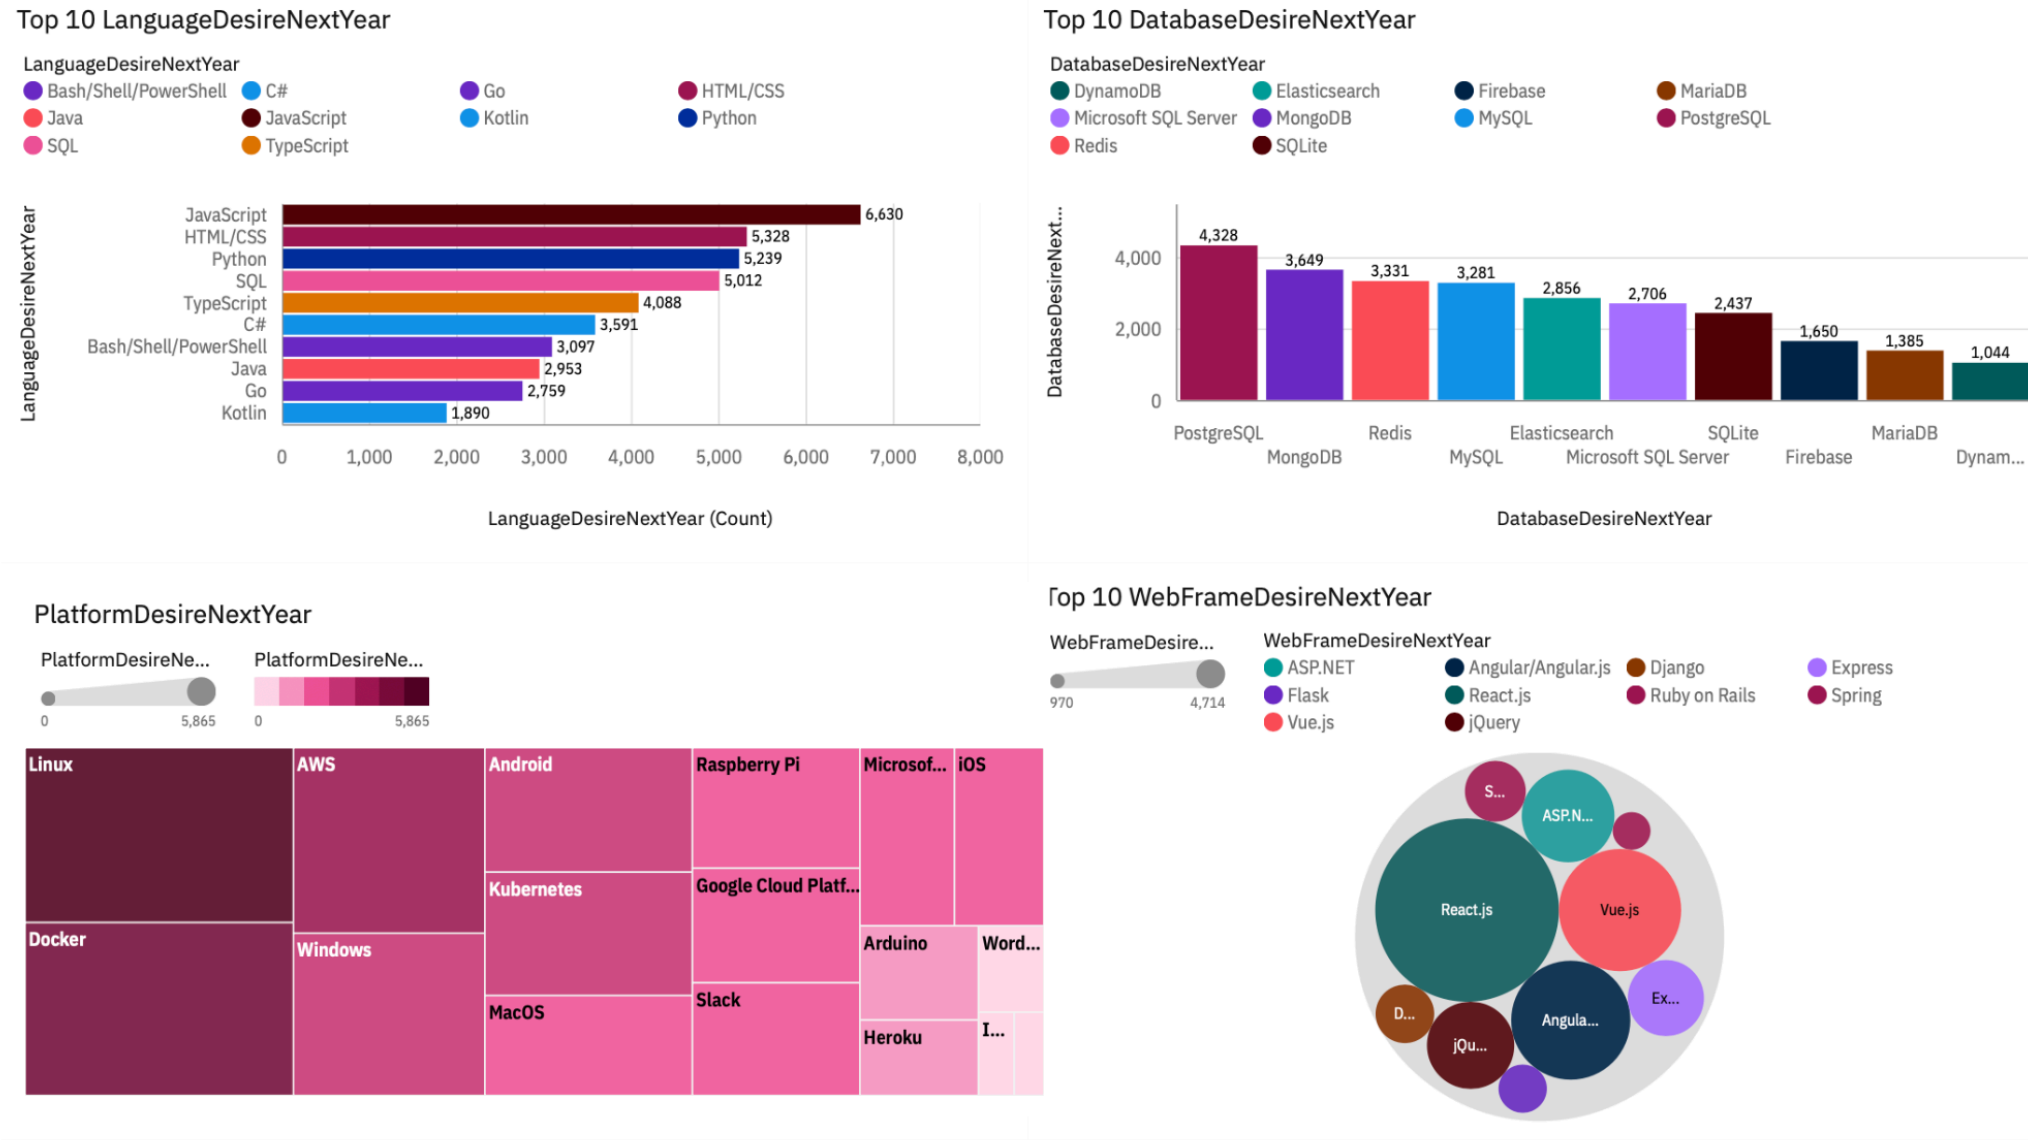 Top 10 LanguageDesireNextYear
LanguageDesireNextYear
Bash/Shell/PowerShell C# Go HTML/CSS
Java JavaScript Kotlin Python
SQL TypeScript
LanguageDesireNextYear
JavaScript 6,630
HTML/CSS 5,328
Python 5,239
SQL 5,012
TypeScript 4,088
C# 3,591
Bash/Shell/PowerShell 3,097
Java 2,953
Go 2,759
Kotlin 1,890
0 1,000 2,000 3,000 4,000 5,000 6,000 7,000 8,000
LanguageDesireNextYear (Count)
Top 10 DatabaseDesireNextYear
DatabaseDesireNextYear
DynamoDB Elasticsearch Firebase MariaDB
Microsoft SQL Server MongoDB MySQL PostgreSQL
Redis SQLite
DatabaseDesireNext...
4,000
2,000
0
4,328 3,649 3,331 3,281 2,856 2,706 2,437 1,650 1,385 1,044
PostgreSQL Redis Elasticsearch SQLite MariaDB
MongoDB MySQL Microsoft SQL Server Firebase Dynam...
DatabaseDesireNextYear
PlatformDesireNextYear
PlatformDesireNe... PlatformDesireNe...
0 5,865 0 5,865
Linux AWS Android Raspberry Pi Microsof... iOS
Kubernetes Google Cloud Platf...
Docker Windows Arduino Word...
MacOS Slack I...
Heroku
Top 10 WebFrameDesireNextYear
WebFrameDesire...
970 4,714
WebFrameDesireNextYear
ASP.NET Angular/Angular.js Django Express
Flask React.js Ruby on Rails Spring
Vue.js jQuery
S...
ASP.N...
React.js Vue.js
Ex...
D... Angula...
jQu...